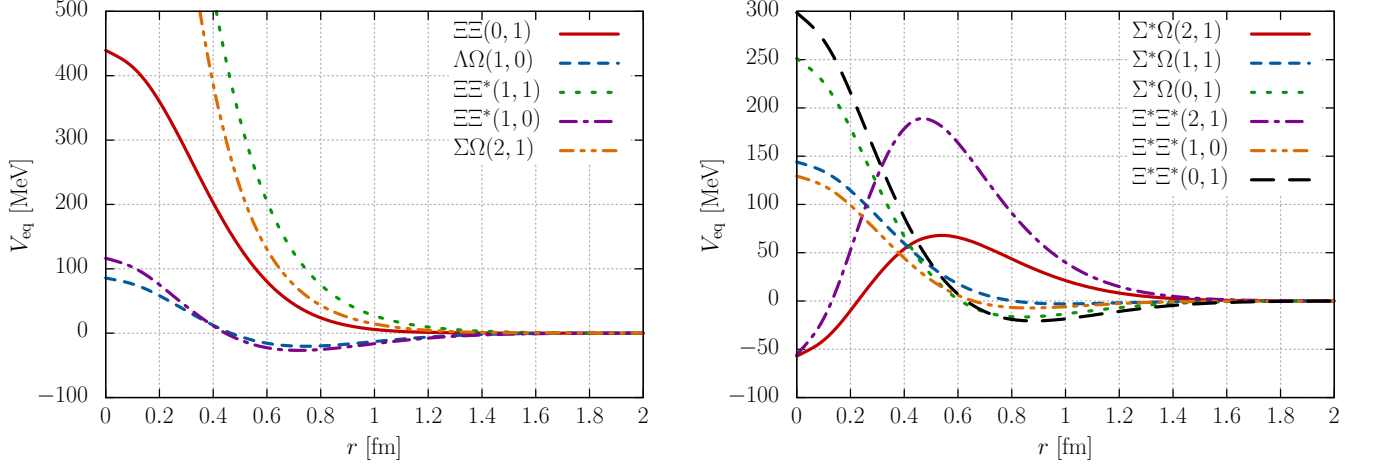 500
400
300
200
100
0
−100
V_eq [MeV]
0 0.2 0.4 0.6 0.8 1 1.2 1.4 1.6 1.8 2
r [fm]
ΞΞ(0, 1)
ΛΩ(1, 0)
ΞΞ*(1, 1)
ΞΞ*(1, 0)
ΣΩ(2, 1)
300
250
200
150
100
50
0
−50
−100
V_eq [MeV]
0 0.2 0.4 0.6 0.8 1 1.2 1.4 1.6 1.8 2
r [fm]
Σ*Ω(2, 1)
Σ*Ω(1, 1)
Σ*Ω(0, 1)
Ξ*Ξ*(2, 1)
Ξ*Ξ*(1, 0)
Ξ*Ξ*(0, 1)